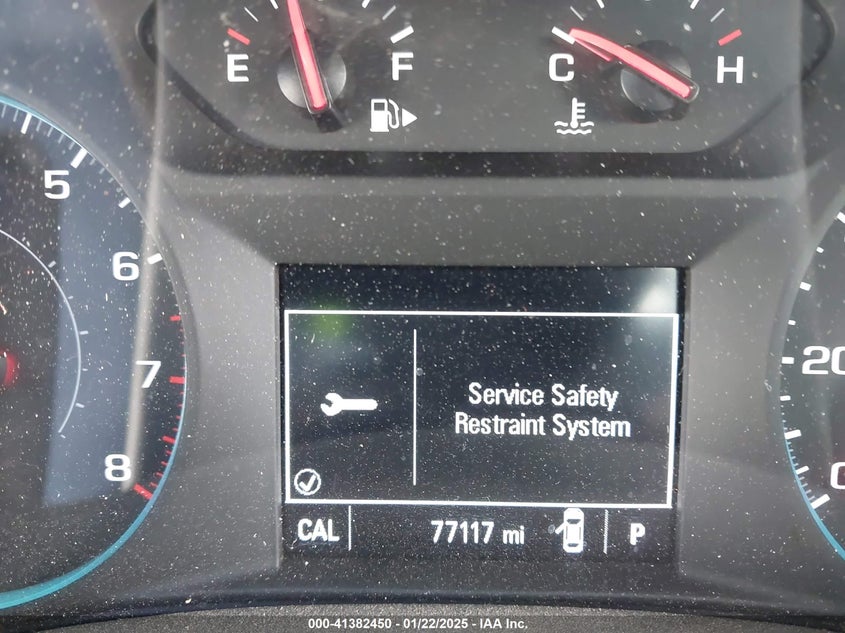 E F C H
5
6
7
8
20
0
Service Safety
Restraint System
CAL 77117 mi P
000-41382450 - 01/22/2025 - IAA Inc.